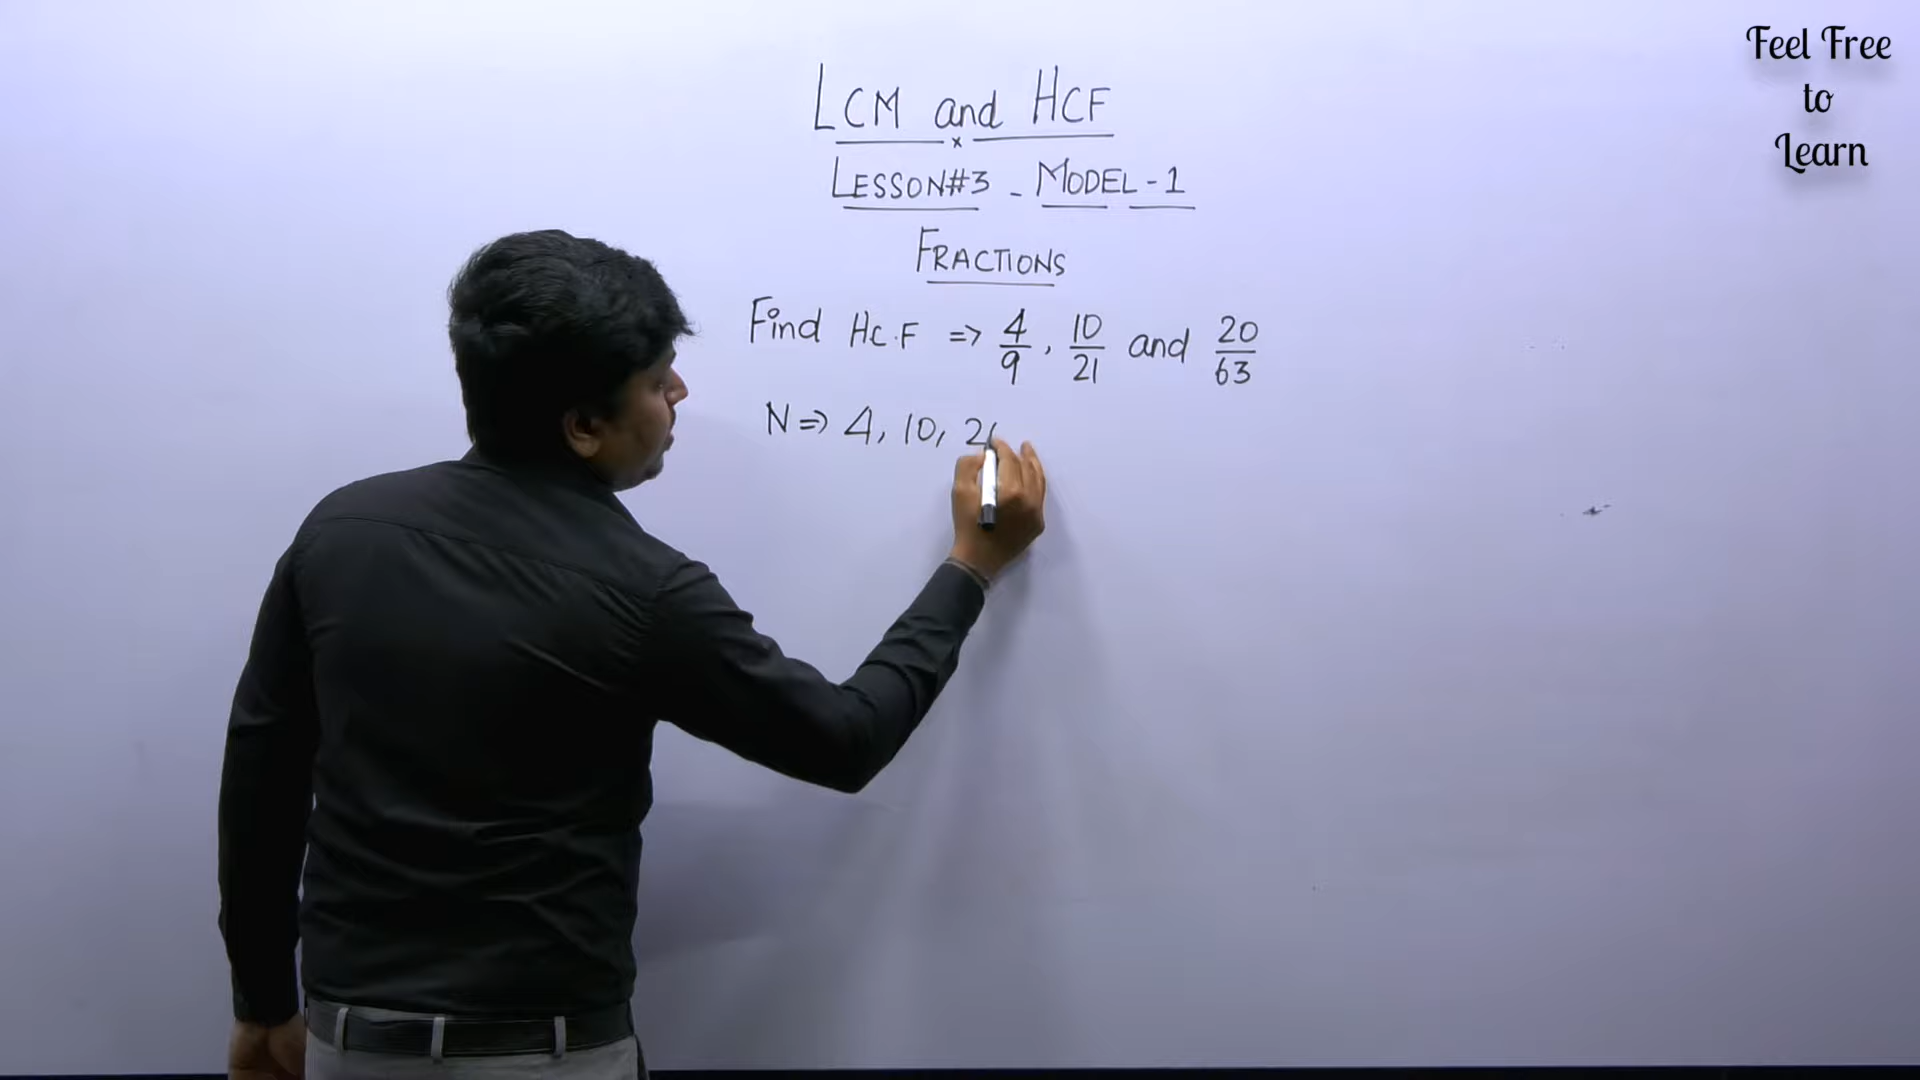 Feel Free
to
Learn
LCM and HCF
x
LESSON#3 - MODEL-1
FRACTIONS
Find HC.F => 4/9, 10/21 and 20/63
N => 4, 10, 20